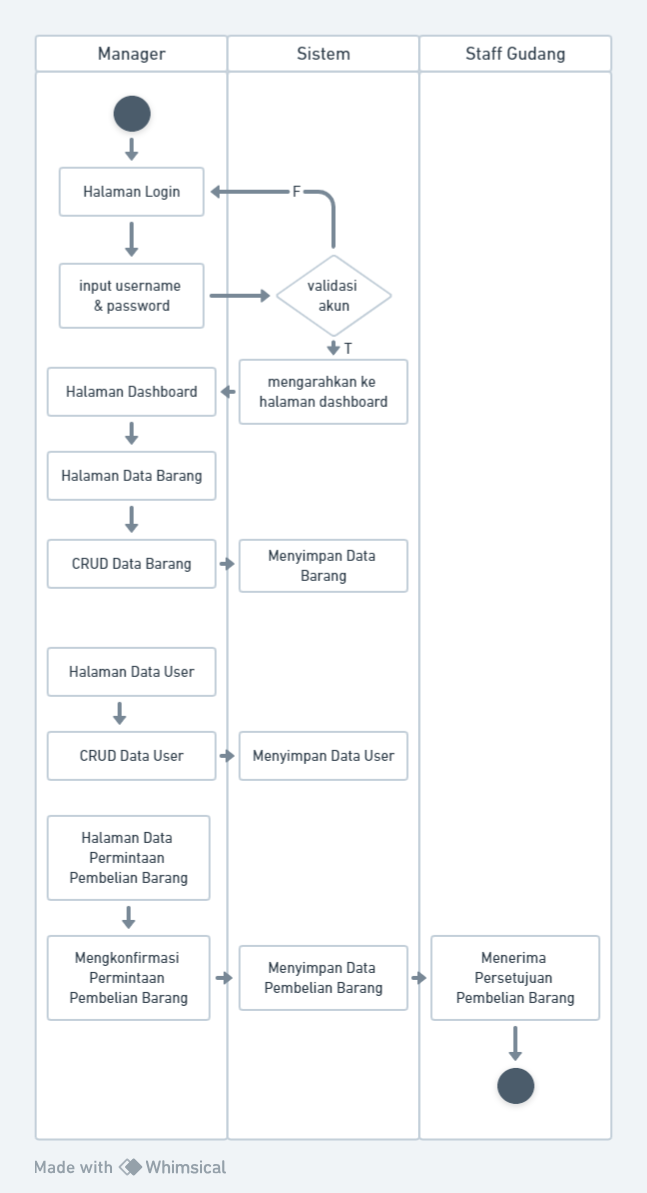 Manager
Sistem
Staff Gudang
Halaman Login
F
input username
& password
validasi
akun
T
mengarahkan ke
halaman dashboard
Halaman Dashboard
Halaman Data Barang
CRUD Data Barang
Menyimpan Data
Barang
Halaman Data User
CRUD Data User
Menyimpan Data User
Halaman Data
Permintaan
Pembelian Barang
Mengkonfirmasi
Permintaan
Pembelian Barang
Menyimpan Data
Pembelian Barang
Menerima
Persetujuan
Pembelian Barang
Made with Whimsical